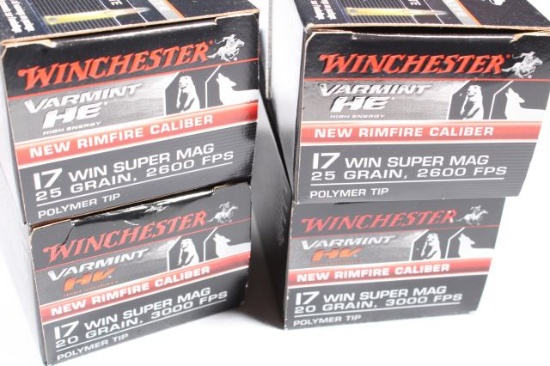 WINCHESTER
VARMINT
HE
HIGH ENERGY
NEW RIMFIRE CALIBER
17 WIN SUPER MAG
25 GRAIN, 2600 FPS
POLYMER TIP
WINCHESTER
VARMINT
HE
HIGH ENERGY
NEW RIMFIRE CALIBER
17 WIN SUPER MAG
25 GRAIN, 2600 FPS
POLYMER TIP
WINCHESTER
VARMINT
HV
NEW RIMFIRE CALIBER
17 WIN SUPER MAG
20 GRAIN, 3000 FPS
POLYMER TIP
WINCHESTER
VARMINT
HV
NEW RIMFIRE CALIBER
17 WIN SUPER MAG
20 GRAIN, 3000 FPS
POLYMER TIP